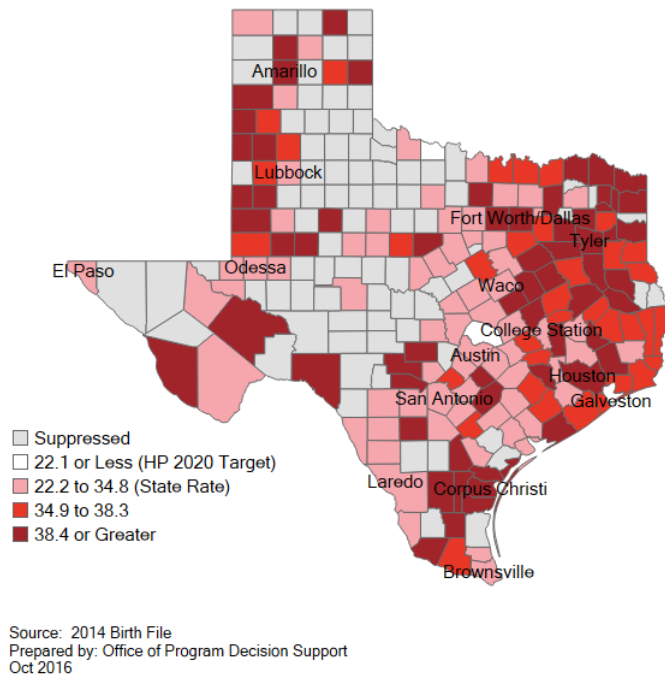 Amarillo
Lubbock
Fort Worth/Dallas
Tyler
El Paso
Odessa
Waco
College Station
Austin
Houston
San Antonio
Galveston
Suppressed
22.1 or Less (HP 2020 Target)
22.2 to 34.8 (State Rate)
Laredo
Corpus Christi
34.9 to 38.3
38.4 or Greater
Brownsville
Source:  2014 Birth File
Prepared by: Office of Program Decision Support
Oct 2016